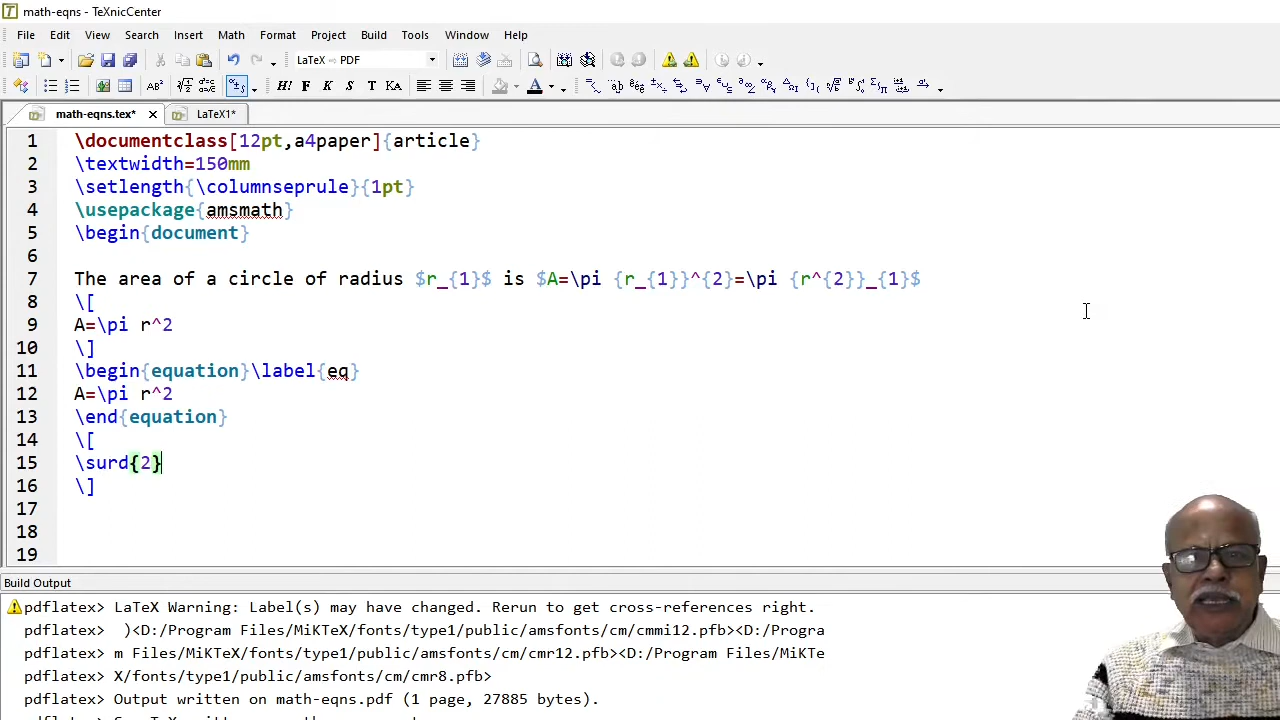 math-eqns - TeXnicCenter
File Edit View Search Insert Math Format Project Build Tools Window Help
LaTeX ⇨ PDF
math-eqns.tex* LaTeX1*
1 \documentclass[12pt,a4paper]{article}
2 \textwidth=150mm
3 \setlength{\columnseprule}{1pt}
4 \usepackage{amsmath}
5 \begin{document}
6
7 The area of a circle of radius $r_{1}$ is $A=\pi {r_{1}}^{2}=\pi {r^{2}}_{1}$
8 \[
9 A=\pi r^2
10 \]
11 \begin{equation}\label{eq}
12 A=\pi r^2
13 \end{equation}
14 \[
15 \surd{2}
16 \]
17
18
19
Build Output
pdflatex> LaTeX Warning: Label(s) may have changed. Rerun to get cross-references right.
pdflatex> )<D:/Program Files/MiKTeX/fonts/type1/public/amsfonts/cm/cmmi12.pfb><D:/Progra
pdflatex> m Files/MiKTeX/fonts/type1/public/amsfonts/cm/cmr12.pfb><D:/Program Files/MiKTe
pdflatex> X/fonts/type1/public/amsfonts/cm/cmr8.pfb>
pdflatex> Output written on math-eqns.pdf (1 page, 27885 bytes).